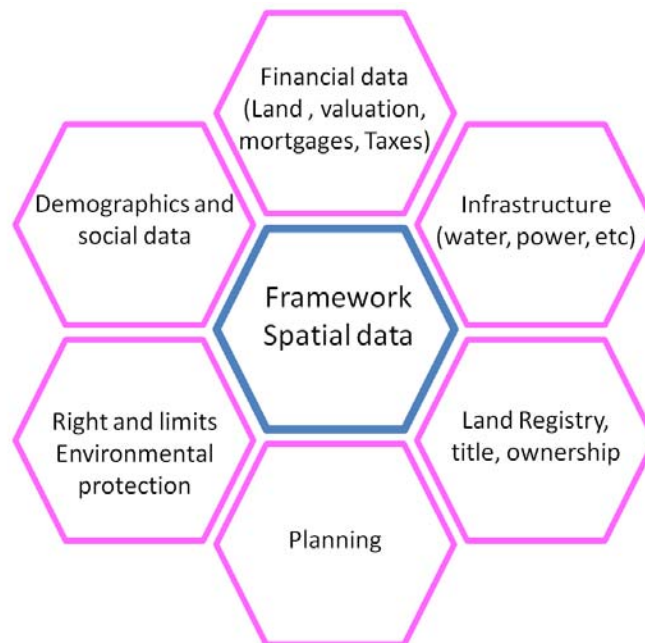 Financial data
(Land , valuation,
mortgages, Taxes)
Demographics and
social data
Infrastructure
(water, power, etc)
Framework
Spatial data
Right and limits
Environmental
protection
Land Registry,
title, ownership
Planning